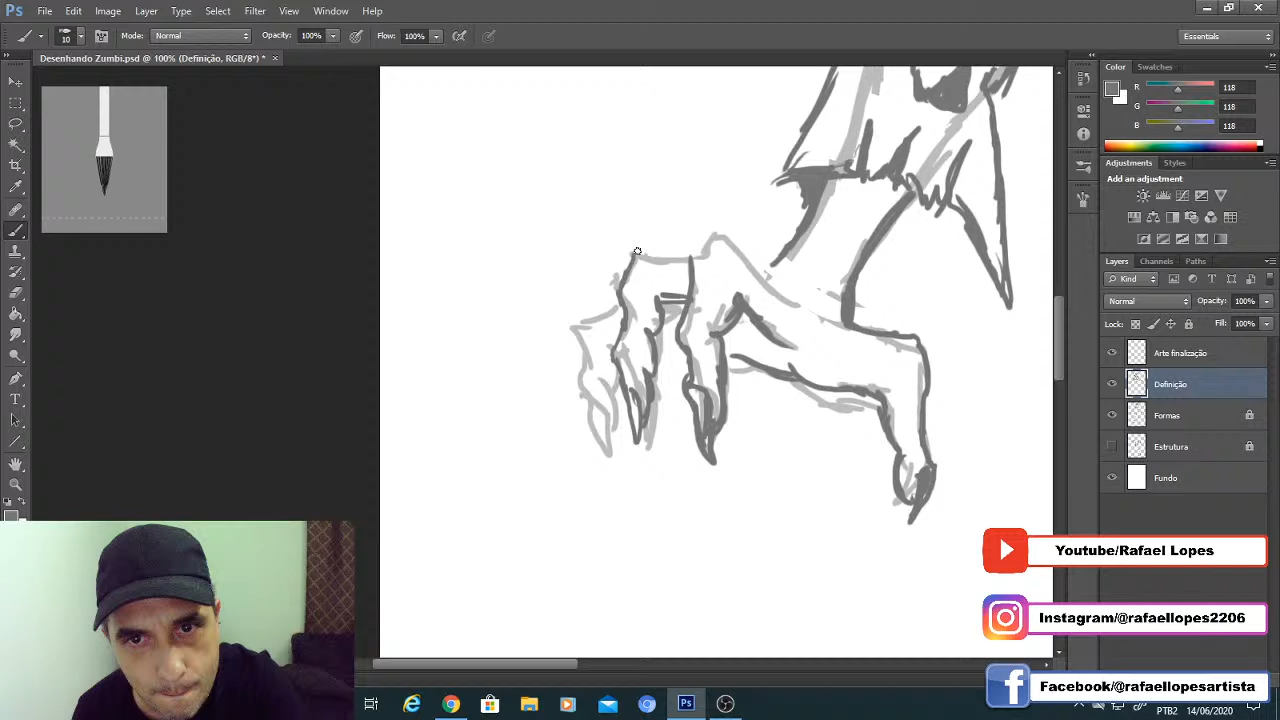 Ps
File Edit Image Layer Type Select Filter View Window Help
10 Mode: Normal Opacity: 100% Flow: 100% Essentials
Desenhando Zumbi.psd @ 100% (Definição, RGB/8*) * ×
Color Swatches
R 118
G 118
B 118
Adjustments Styles
Add an adjustment
Layers Channels Paths
Kind
Normal Opacity: 100%
Lock: Fill: 100%
Arte finalização
Definição
Formas
Estrutura
Fundo
Youtube/Rafael Lopes
Instagram/@rafaellopes2206
Facebook/@rafaellopesartista
Ps
PTB2 14/06/2020